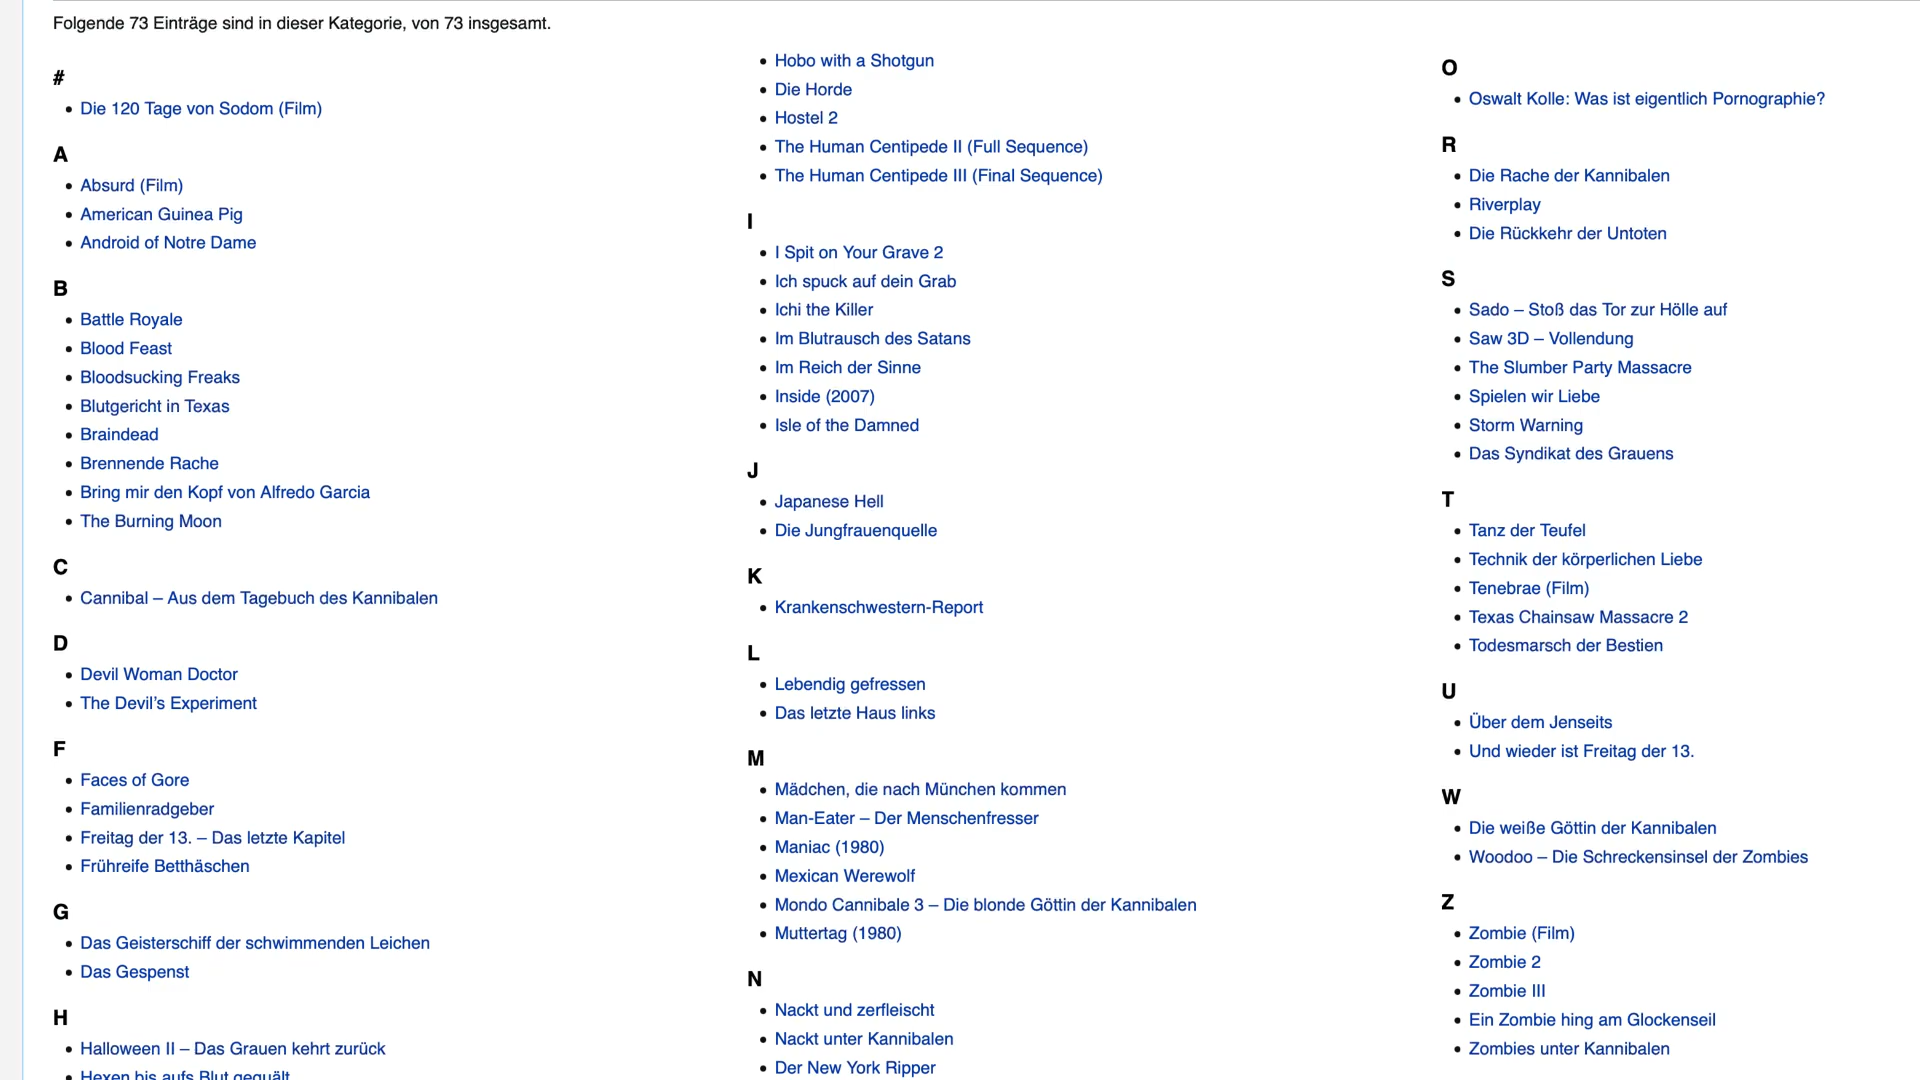 Folgende 73 Einträge sind in dieser Kategorie, von 73 insgesamt.
#
Die 120 Tage von Sodom (Film)
A
Absurd (Film)
American Guinea Pig
Android of Notre Dame
B
Battle Royale
Blood Feast
Bloodsucking Freaks
Blutgericht in Texas
Braindead
Brennende Rache
Bring mir den Kopf von Alfredo Garcia
The Burning Moon
C
Cannibal – Aus dem Tagebuch des Kannibalen
D
Devil Woman Doctor
The Devil’s Experiment
F
Faces of Gore
Familienradgeber
Freitag der 13. – Das letzte Kapitel
Frühreife Betthäschen
G
Das Geisterschiff der schwimmenden Leichen
Das Gespenst
H
Halloween II – Das Grauen kehrt zurück
Hexen bis aufs Blut gequält
Hobo with a Shotgun
Die Horde
Hostel 2
The Human Centipede II (Full Sequence)
The Human Centipede III (Final Sequence)
I
I Spit on Your Grave 2
Ich spuck auf dein Grab
Ichi the Killer
Im Blutrausch des Satans
Im Reich der Sinne
Inside (2007)
Isle of the Damned
J
Japanese Hell
Die Jungfrauenquelle
K
Krankenschwestern-Report
L
Lebendig gefressen
Das letzte Haus links
M
Mädchen, die nach München kommen
Man-Eater – Der Menschenfresser
Maniac (1980)
Mexican Werewolf
Mondo Cannibale 3 – Die blonde Göttin der Kannibalen
Muttertag (1980)
N
Nackt und zerfleischt
Nackt unter Kannibalen
Der New York Ripper
O
Oswalt Kolle: Was ist eigentlich Pornographie?
R
Die Rache der Kannibalen
Riverplay
Die Rückkehr der Untoten
S
Sado – Stoß das Tor zur Hölle auf
Saw 3D – Vollendung
The Slumber Party Massacre
Spielen wir Liebe
Storm Warning
Das Syndikat des Grauens
T
Tanz der Teufel
Technik der körperlichen Liebe
Tenebrae (Film)
Texas Chainsaw Massacre 2
Todesmarsch der Bestien
U
Über dem Jenseits
Und wieder ist Freitag der 13.
W
Die weiße Göttin der Kannibalen
Woodoo – Die Schreckensinsel der Zombies
Z
Zombie (Film)
Zombie 2
Zombie III
Ein Zombie hing am Glockenseil
Zombies unter Kannibalen